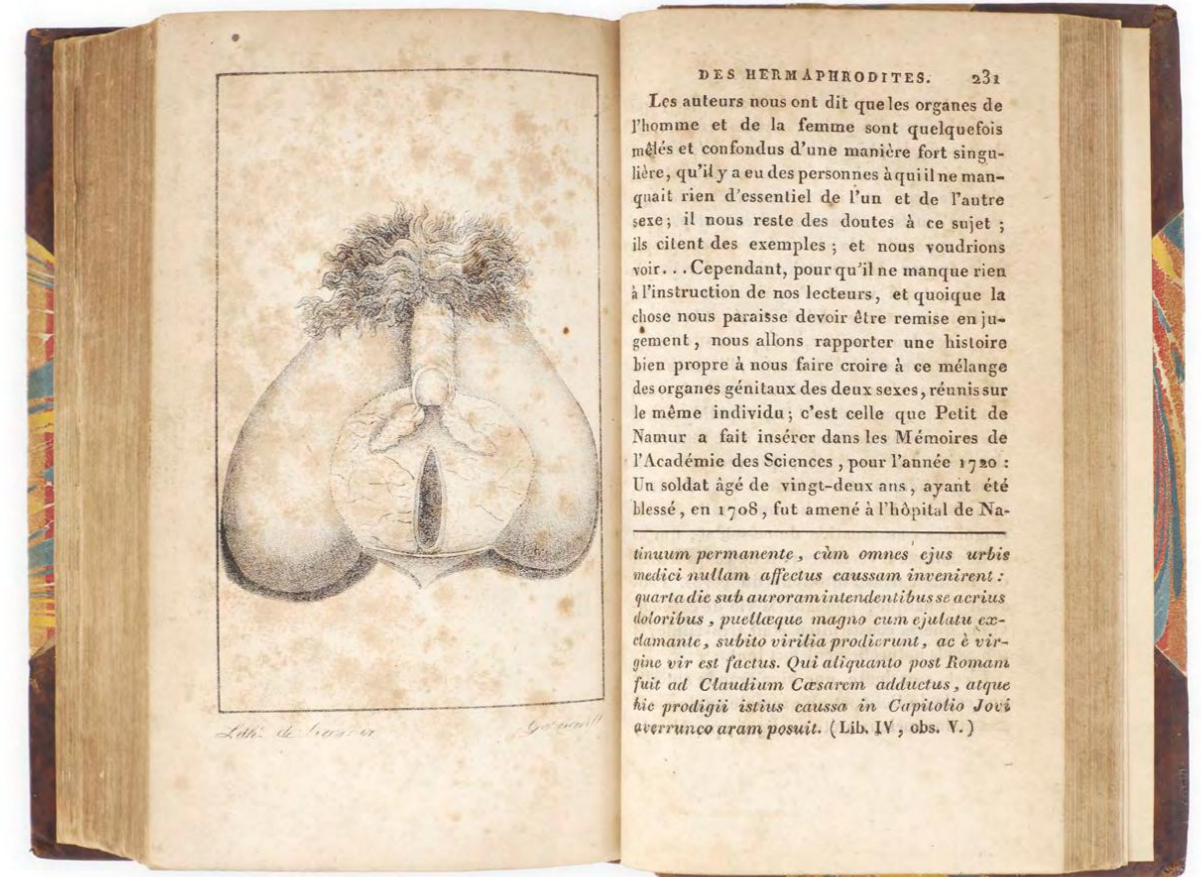 Lith. de
DES HERMAPHRODITES. 231
Les auteurs nous ont dit que les organes de
l'homme et de la femme sont quelquefois
mêlés et confondus d'une manière fort singu-
lière, qu'il y a eu des personnes à qui il ne man-
quait rien d'essentiel de l'un et de l'autre
sexe; il nous reste des doutes à ce sujet ;
ils citent des exemples ; et nous voudrions
voir... Cependant, pour qu'il ne manque rien
à l'instruction de nos lecteurs, et quoique la
chose nous paraisse devoir être remise en ju-
gement, nous allons rapporter une histoire
bien propre à nous faire croire à ce mélange
des organes génitaux des deux sexes, réunis sur
le même individu; c'est celle que Petit de
Namur a fait insérer dans les Mémoires de
l'Académie des Sciences, pour l'année 1720 :
Un soldat âgé de vingt-deux ans, ayant été
blessé, en 1708, fut amené à l'hôpital de Na-
tinuum permanente, cùm omnes ejus urbis
medici nullam affectus caussam invenirent :
quarta die sub auroram intendentibus se acrius
doloribus, puellæque magno cum ejulatu ex-
clamante, subito virilia prodierunt, ac è vir-
gine vir est factus. Qui aliquanto post Romam
fuit ad Claudium Cæsarem adductus, atque
hic prodigii istius caussa in Capitolio Jovi
averrunco aram posuit. (Lib. IV, obs. V.)